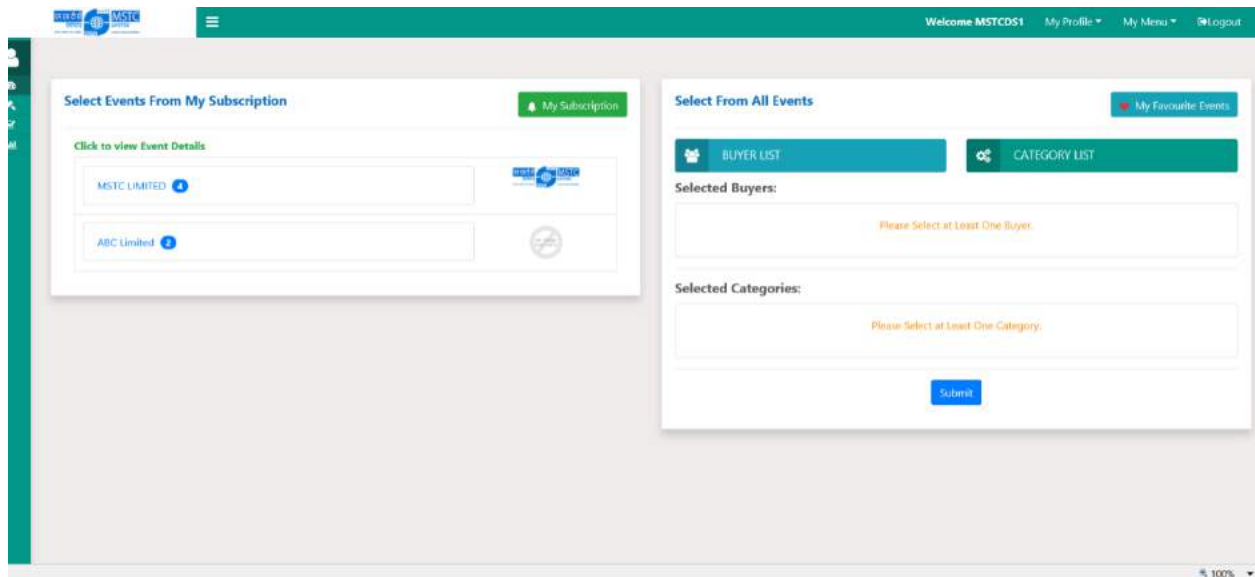 MSTC
Welcome MSTCDS1
My Profile
My Menu
Logout
Select Events From My Subscription
My Subscription
Click to view Event Details
MSTC LIMITED 4
ABC Limited 2
Select From All Events
My Favourite Events
BUYER LIST
CATEGORY LIST
Selected Buyers:
Please Select at Least One Buyer.
Selected Categories:
Please Select at Least One Category.
Submit
100%